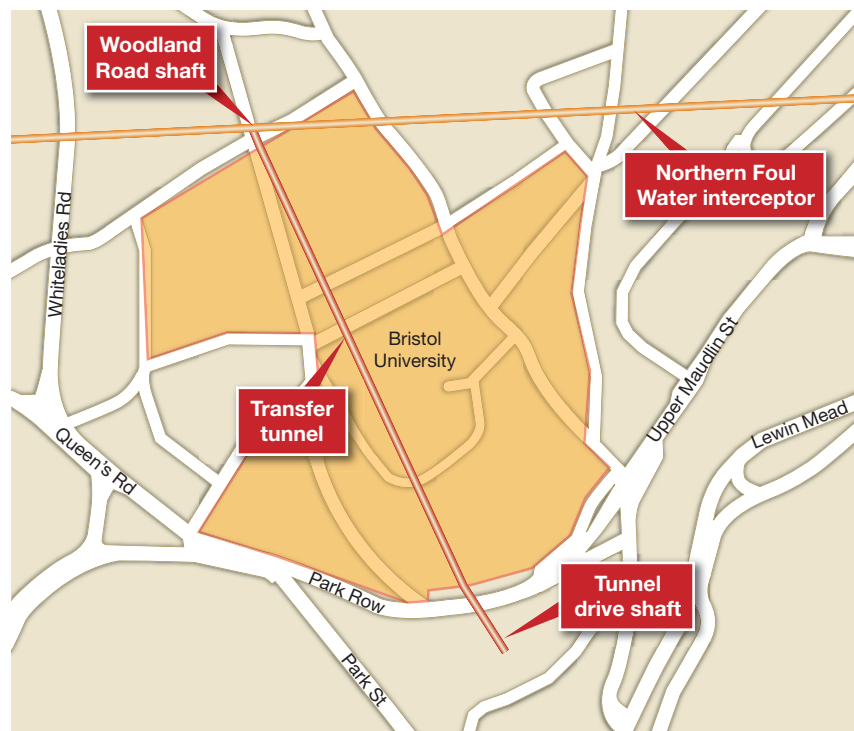 Woodland
Road shaft
Northern Foul
Water interceptor
Whiteladies Rd
Bristol
University
Upper Maudlin St
Transfer
tunnel
Lewin Mead
Queen's Rd
Tunnel
drive shaft
Park Row
Park St